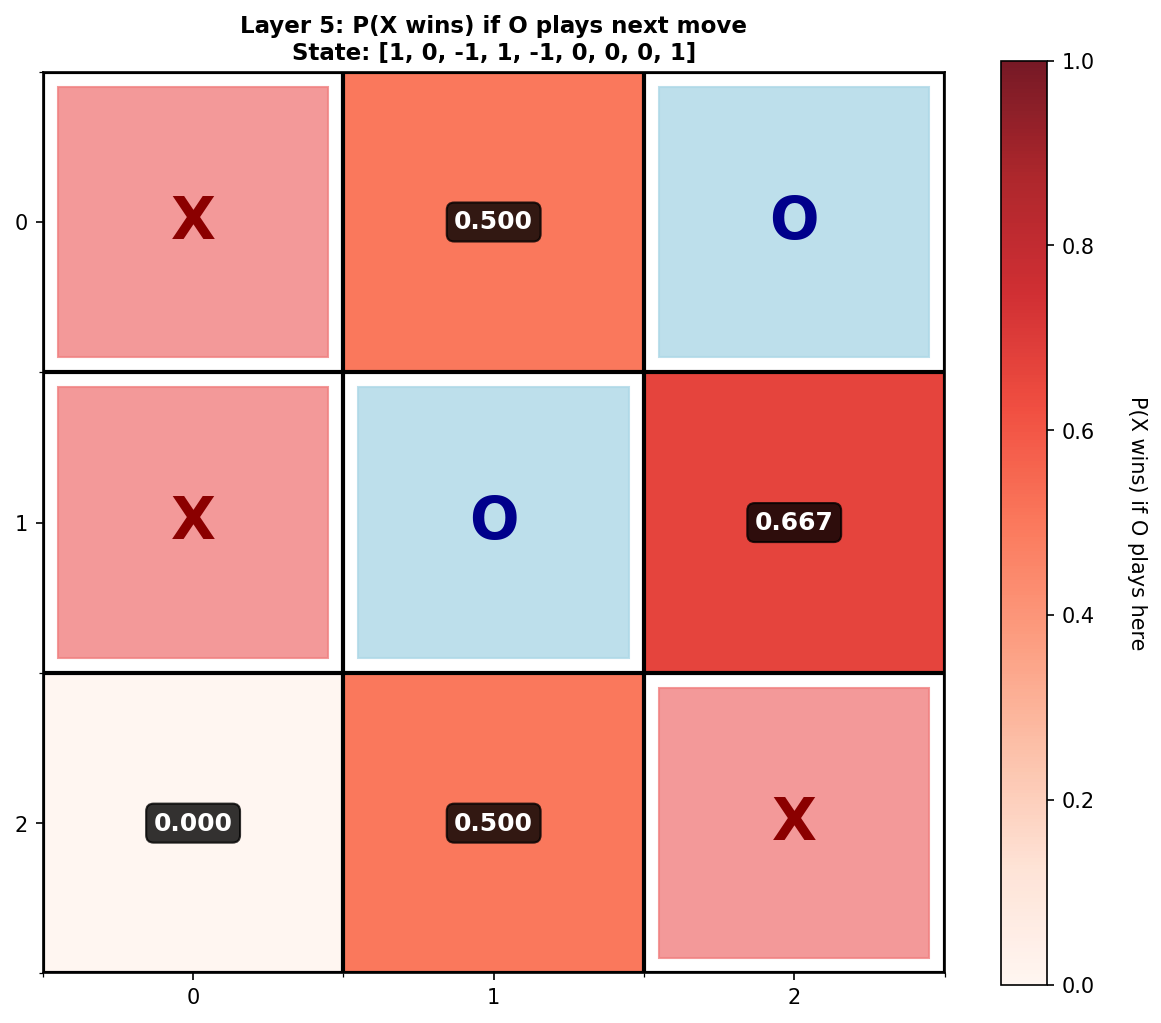 Layer 5: P(X wins) if O plays next move
State: [1, 0, -1, 1, -1, 0, 0, 0, 1]
0
X
0.500
O
1
X
O
0.667
2
0.000
0.500
X
0
1
2
1.0
0.8
0.6
0.4
0.2
0.0
P(X wins) if O plays here